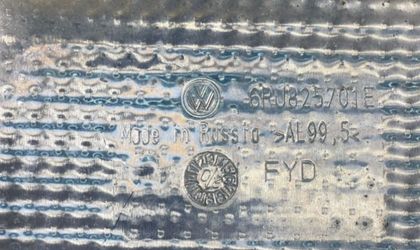 6RU825701E
Made in Russia >AL99,5<
FYD